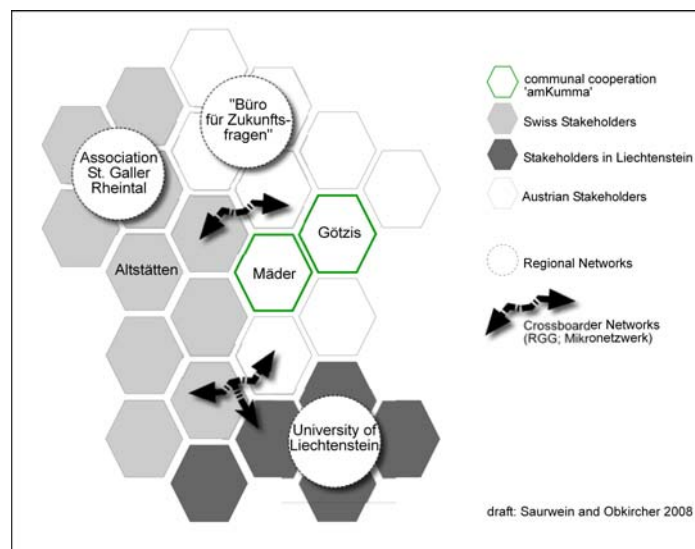 "Büro
für Zukunfts-
fragen"
Association
St. Galler
Rheintal
Altstätten
Mäder
Götzis
University of
Liechtenstein
communal cooperation
'amKumma'
Swiss Stakeholders
Stakeholders in Liechtenstein
Austrian Stakeholders
Regional Networks
Crossboarder Networks
(RGG; Mikronetzwerk)
draft: Saurwein and Obkircher 2008